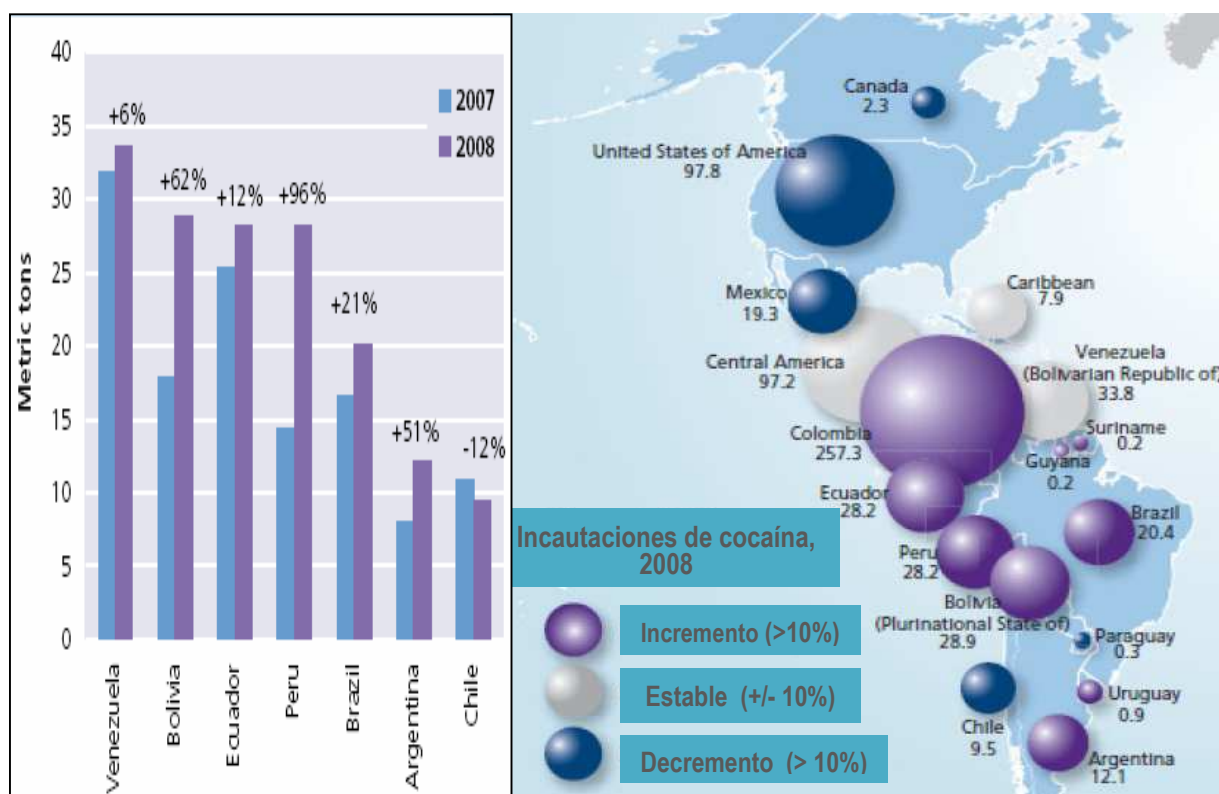 40
35
30
25
20
15
10
5
0
Metric tons
2007
2008
+6%
+62%
+12%
+96%
+21%
+51%
-12%
Venezuela
Bolivia
Ecuador
Peru
Brazil
Argentina
Chile
Canada
2.3
United States of America
97.8
Mexico
19.3
Caribbean
7.9
Central America
97.2
Venezuela
(Bolivarian Republic of)
33.8
Suriname
0.2
Guyana
0.2
Colombia
257.3
Ecuador
28.2
Brazil
20.4
Peru
28.2
Bolivia
(Plurinational State of)
28.9
Paraguay
0.3
Uruguay
0.9
Chile
9.5
Argentina
12.1
Incautaciones de cocaína,
2008
Incremento (>10%)
Estable (+/- 10%)
Decremento (> 10%)